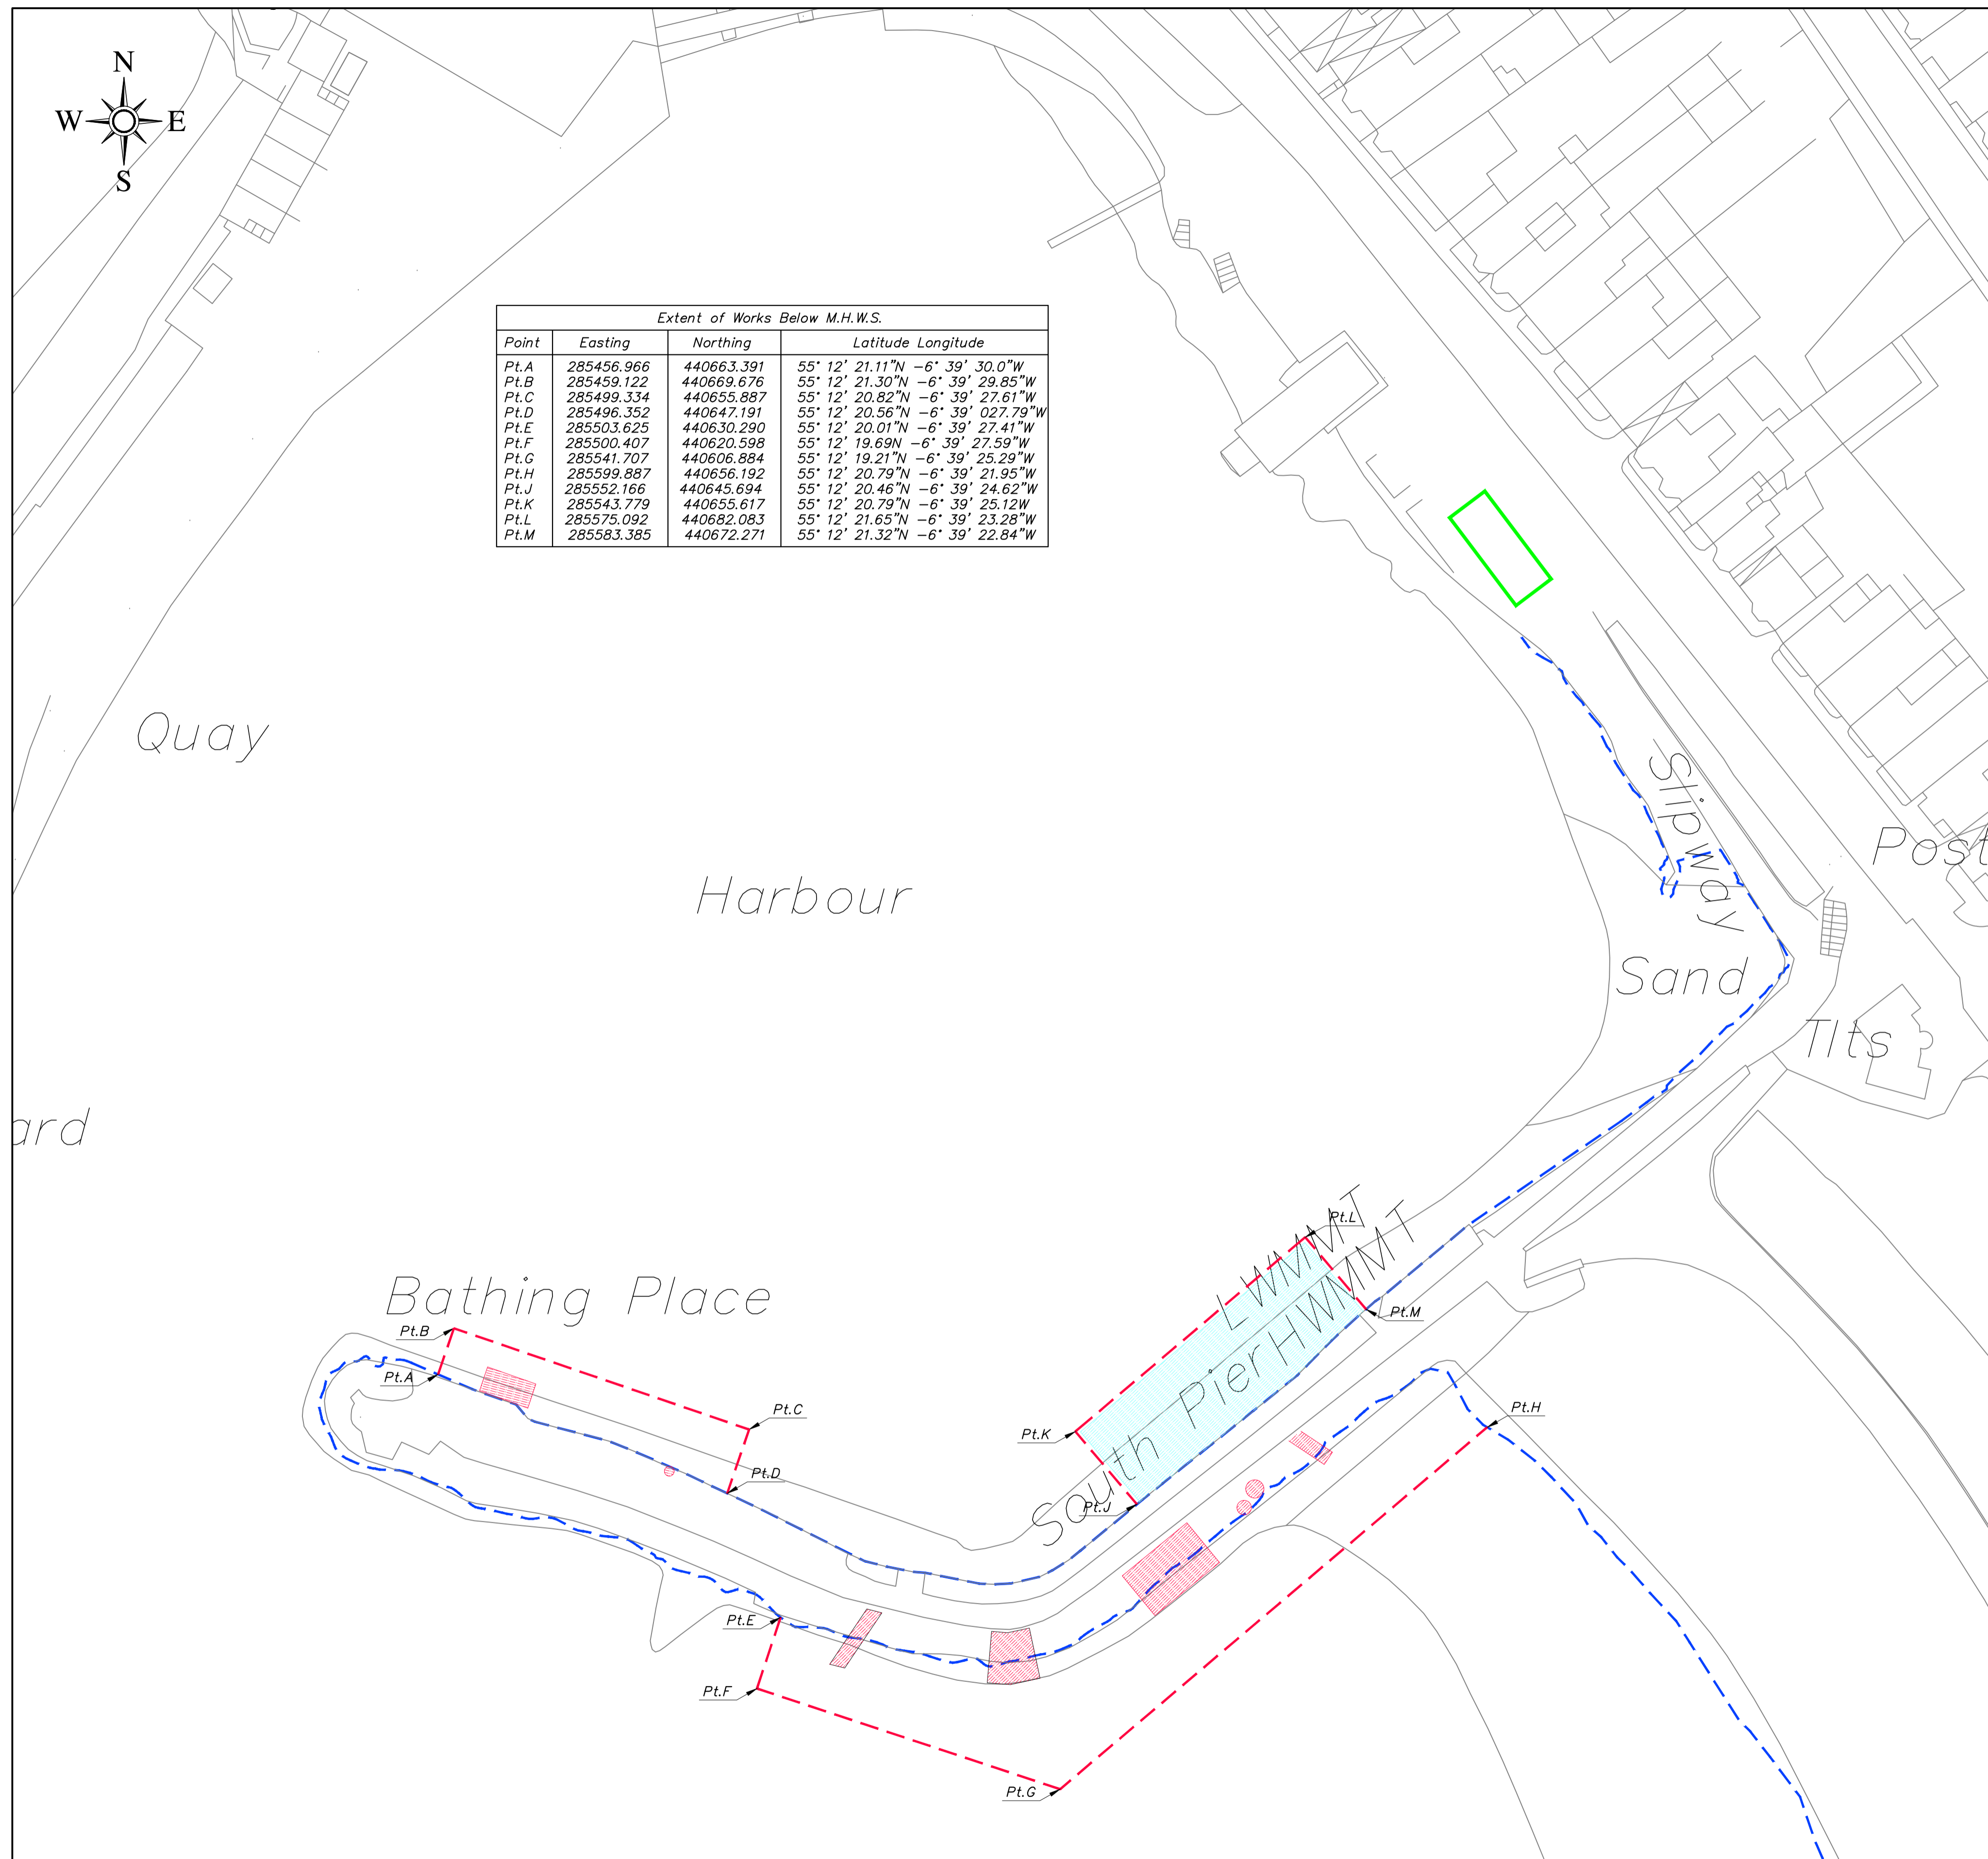 N
W E
S
Extent of Works Below M.H.W.S.
Point Easting Northing Latitude Longitude
Pt.A 285456.966 440663.391 55° 12' 21.11"N -6° 39' 30.0"W
Pt.B 285459.122 440669.676 55° 12' 21.30"N -6° 39' 29.85"W
Pt.C 285499.334 440655.887 55° 12' 20.82"N -6° 39' 27.61"W
Pt.D 285496.352 440647.191 55° 12' 20.56"N -6° 39' 027.79"W
Pt.E 285503.625 440630.290 55° 12' 20.01"N -6° 39' 27.41"W
Pt.F 285500.407 440620.598 55° 12' 19.69N -6° 39' 27.59"W
Pt.G 285541.707 440606.884 55° 12' 19.21"N -6° 39' 25.29"W
Pt.H 285599.887 440656.192 55° 12' 20.79"N -6° 39' 21.95"W
Pt.J 285552.166 440645.694 55° 12' 20.46"N -6° 39' 24.62"W
Pt.K 285543.779 440655.617 55° 12' 20.79"N -6° 39' 25.12W
Pt.L 285575.092 440682.083 55° 12' 21.65"N -6° 39' 23.28"W
Pt.M 285583.385 440672.271 55° 12' 21.32"N -6° 39' 22.84"W
Quay
Slipway
Post
Harbour
Sand
Tlts
ard
LWMMT
HWMMT
Pt.L
Bathing Place
Pt.M
Pt.B
Pt.A
South Pier
Pt.C
Pt.H
Pt.K
Pt.D
Pt.J
Pt.E
Pt.F
Pt.G